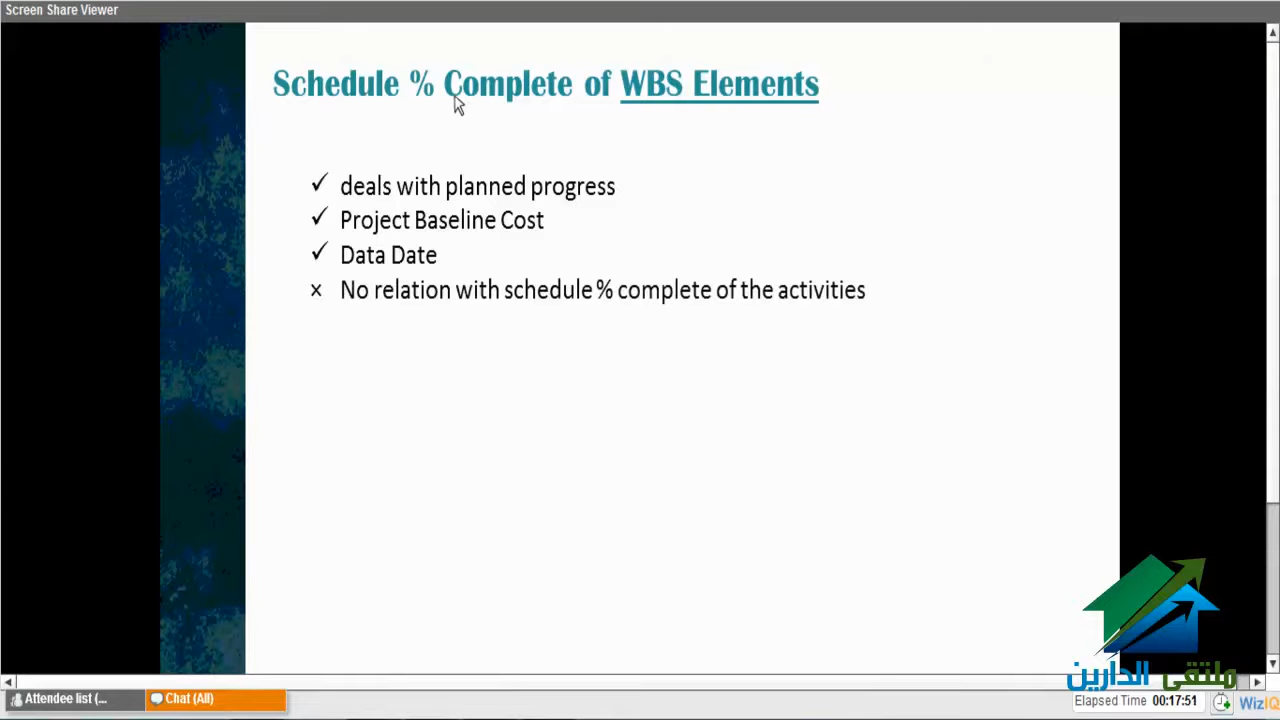 Screen Share Viewer
Schedule % Complete of WBS Elements
✓ deals with planned progress
✓ Project Baseline Cost
✓ Data Date
× No relation with schedule % complete of the activities
ملتقى الدارين
Attendee list (...
Chat (All)
Elapsed Time 00:17:51
WizIQ